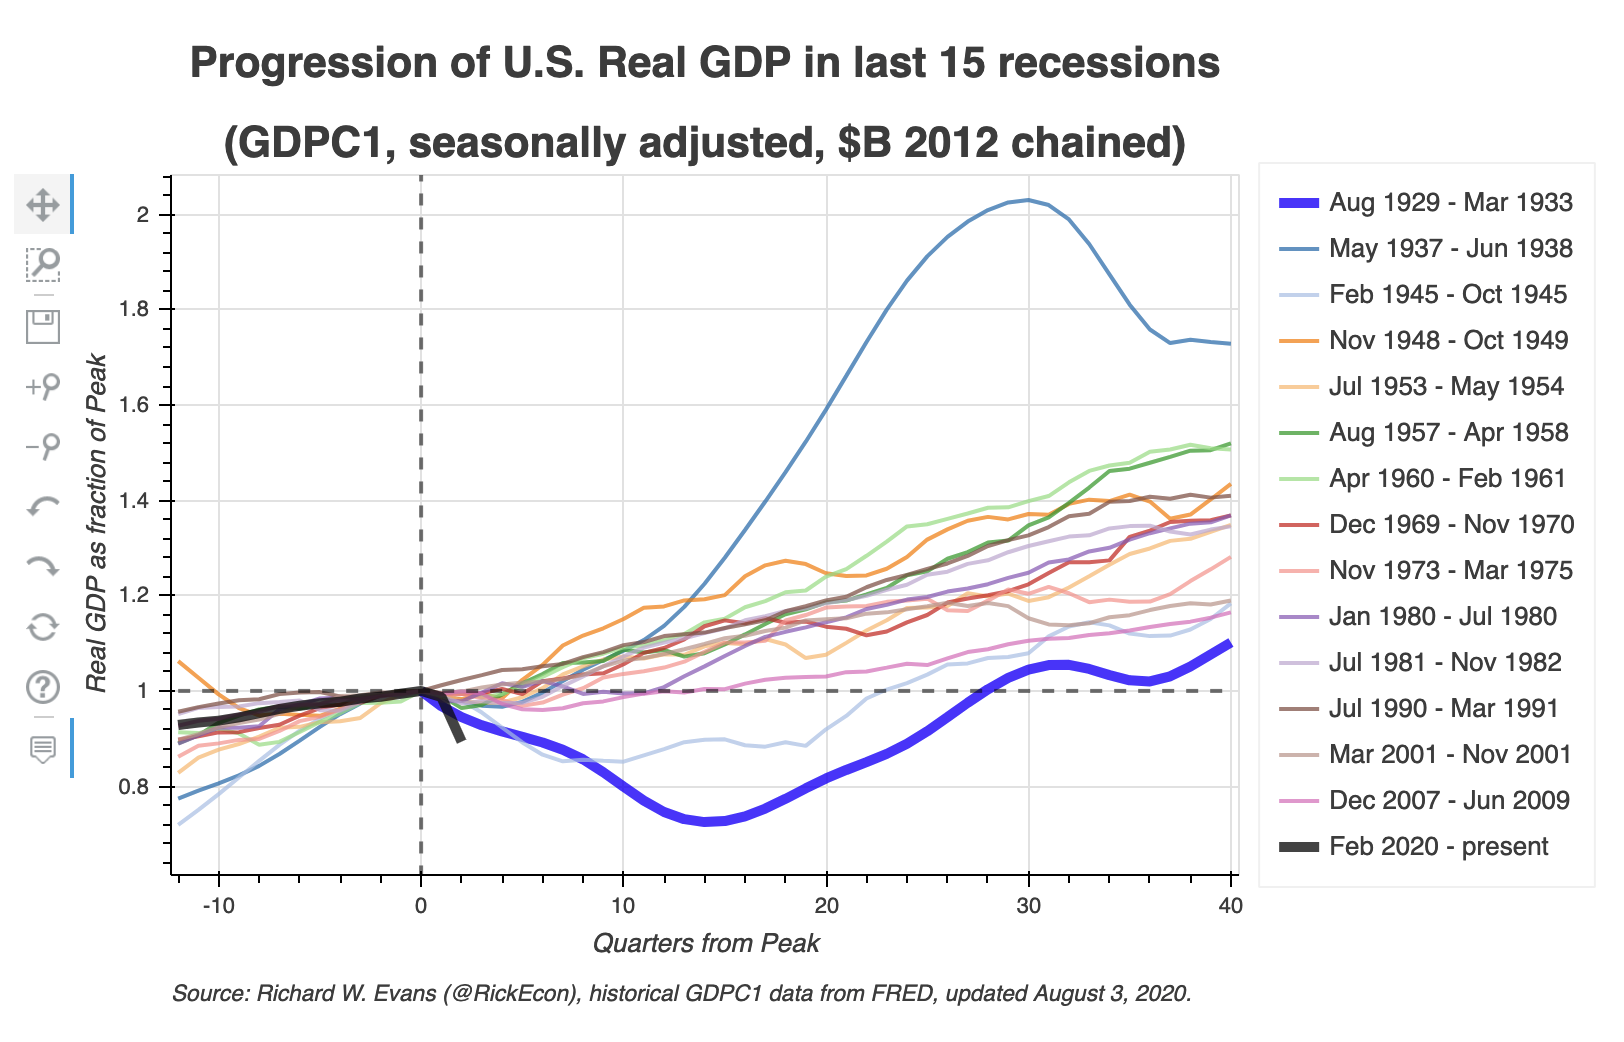 Progression of U.S. Real GDP in last 15 recessions
(GDPC1, seasonally adjusted, $B 2012 chained)
Real GDP as fraction of Peak
2
1.8
1.6
1.4
1.2
1
0.8
-10
0
10
20
30
40
Quarters from Peak
Aug 1929 - Mar 1933
May 1937 - Jun 1938
Feb 1945 - Oct 1945
Nov 1948 - Oct 1949
Jul 1953 - May 1954
Aug 1957 - Apr 1958
Apr 1960 - Feb 1961
Dec 1969 - Nov 1970
Nov 1973 - Mar 1975
Jan 1980 - Jul 1980
Jul 1981 - Nov 1982
Jul 1990 - Mar 1991
Mar 2001 - Nov 2001
Dec 2007 - Jun 2009
Feb 2020 - present
Source: Richard W. Evans (@RickEcon), historical GDPC1 data from FRED, updated August 3, 2020.